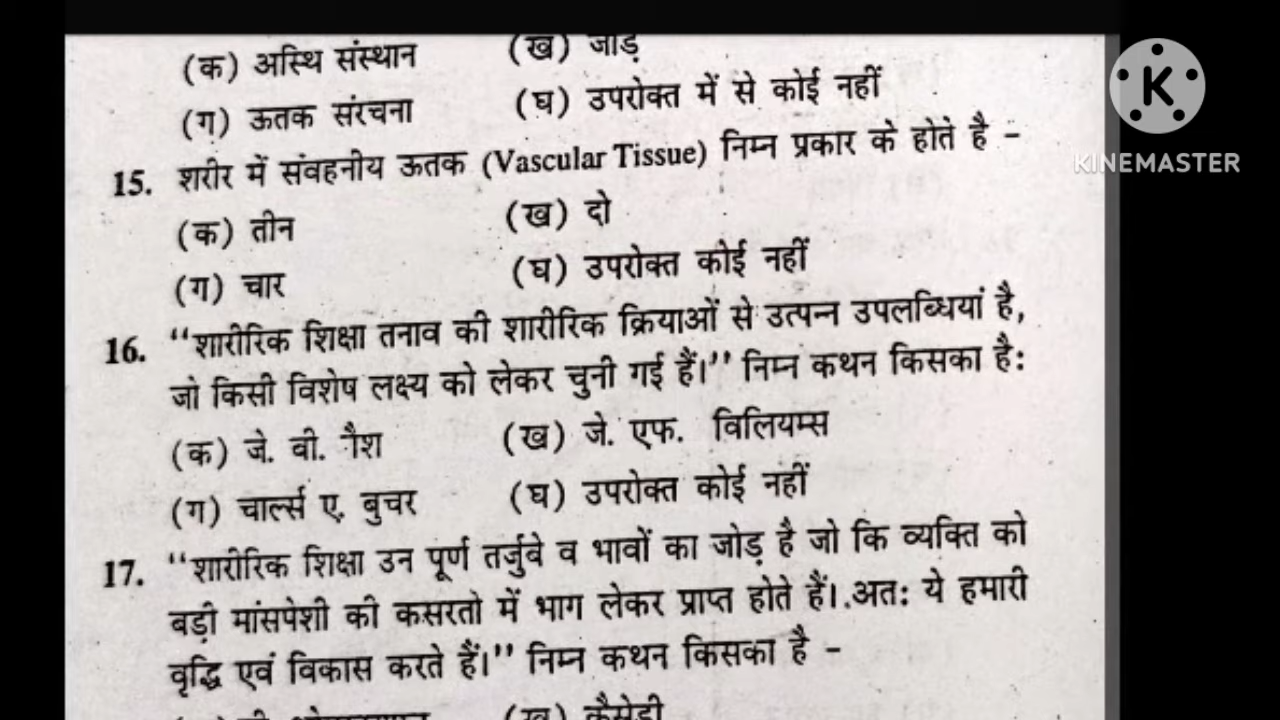 (क) अस्थि संस्थान (ख) जोड़
(ग) ऊतक संरचना (घ) उपरोक्त में से कोई नहीं
15. शरीर में संवहनीय ऊतक (Vascular Tissue) निम्न प्रकार के होते है -
(क) तीन (ख) दो
(ग) चार (घ) उपरोक्त कोई नहीं
16. “शारीरिक शिक्षा तनाव की शारीरिक क्रियाओं से उत्पन्न उपलब्धियां है,
जो किसी विशेष लक्ष्य को लेकर चुनी गई हैं।” निम्न कथन किसका है:
(क) जे. वी. नैश (ख) जे. एफ. विलियम्स
(ग) चार्ल्स ए. बुचर (घ) उपरोक्त कोई नहीं
17. “शारीरिक शिक्षा उन पूर्ण तर्जुबे व भावों का जोड़ है जो कि व्यक्ति को
बड़ी मांसपेशी की कसरतो में भाग लेकर प्राप्त होते हैं। अत: ये हमारी
वृद्धि एवं विकास करते हैं।” निम्न कथन किसका है -
(ख) कैसेडी
K
KINEMASTER